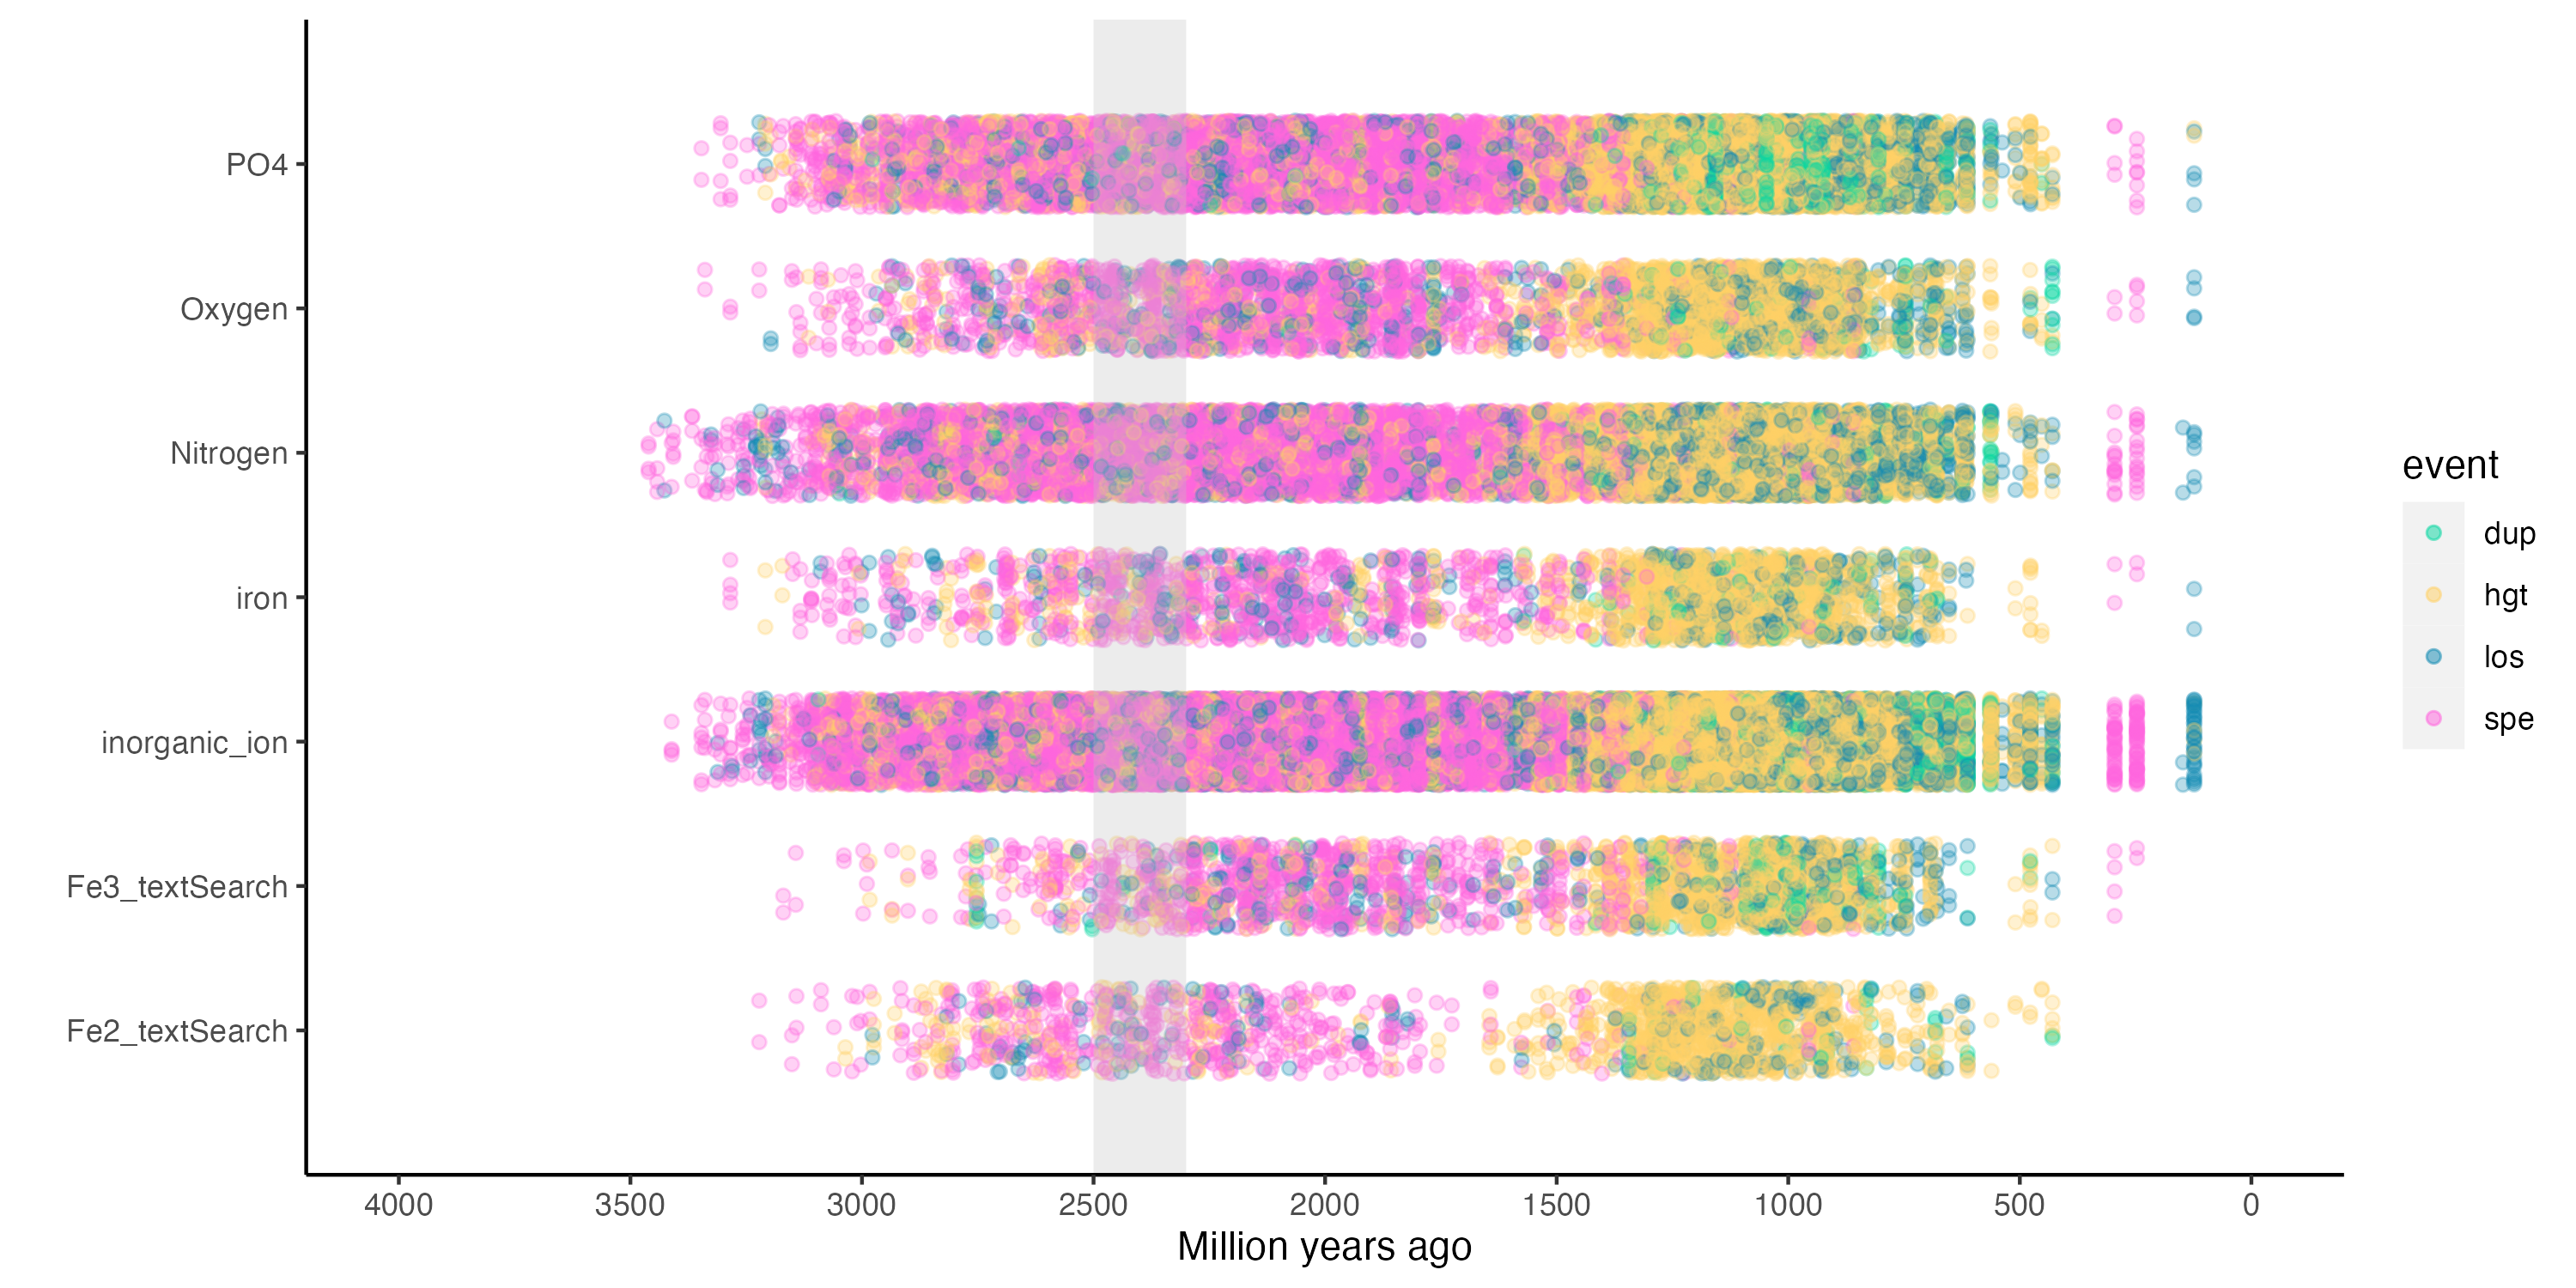 PO4
Oxygen
Nitrogen
iron
inorganic_ion
Fe3_textSearch
Fe2_textSearch
4000 3500 3000 2500 2000 1500 1000 500 0
Million years ago
event
dup
hgt
los
spe